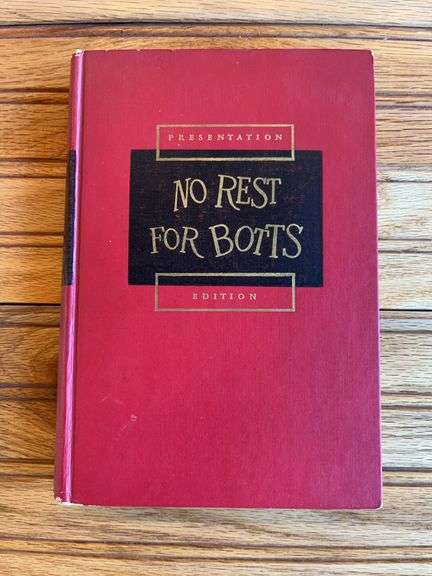 PRESENTATION
NO REST
FOR BOTTS
EDITION